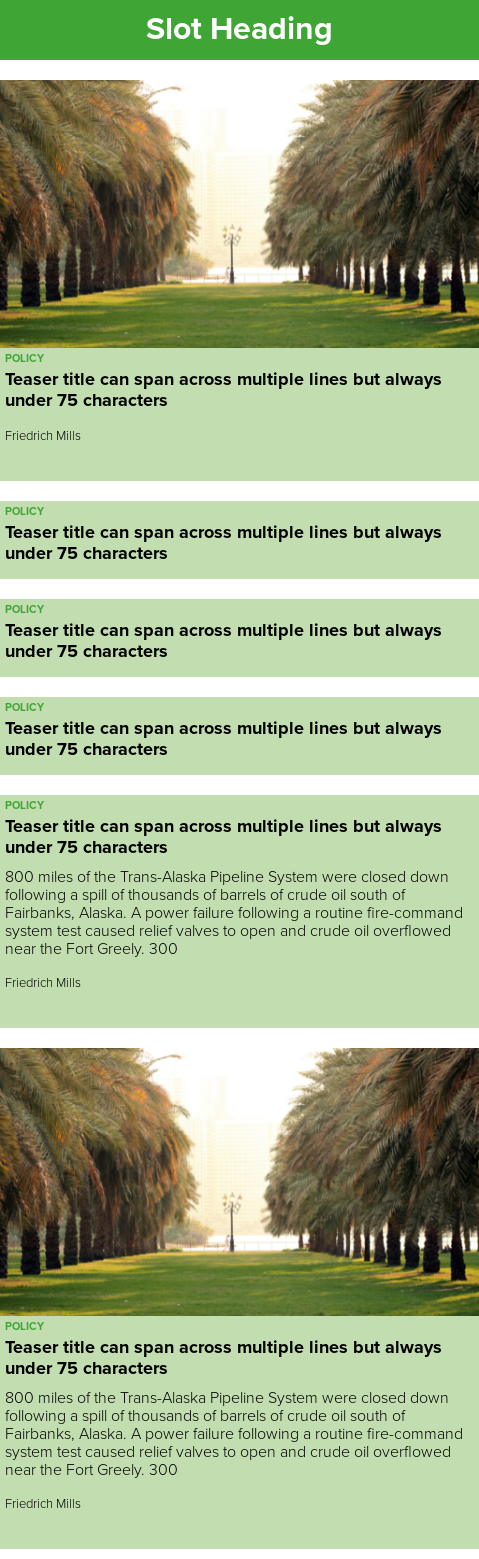 Slot Heading
POLICY
Teaser title can span across multiple lines but always
under 75 characters
Friedrich Mills
POLICY
Teaser title can span across multiple lines but always
under 75 characters
POLICY
Teaser title can span across multiple lines but always
under 75 characters
POLICY
Teaser title can span across multiple lines but always
under 75 characters
POLICY
Teaser title can span across multiple lines but always
under 75 characters
800 miles of the Trans-Alaska Pipeline System were closed down
following a spill of thousands of barrels of crude oil south of
Fairbanks, Alaska. A power failure following a routine fire-command
system test caused relief valves to open and crude oil overflowed
near the Fort Greely. 300
Friedrich Mills
POLICY
Teaser title can span across multiple lines but always
under 75 characters
800 miles of the Trans-Alaska Pipeline System were closed down
following a spill of thousands of barrels of crude oil south of
Fairbanks, Alaska. A power failure following a routine fire-command
system test caused relief valves to open and crude oil overflowed
near the Fort Greely. 300
Friedrich Mills